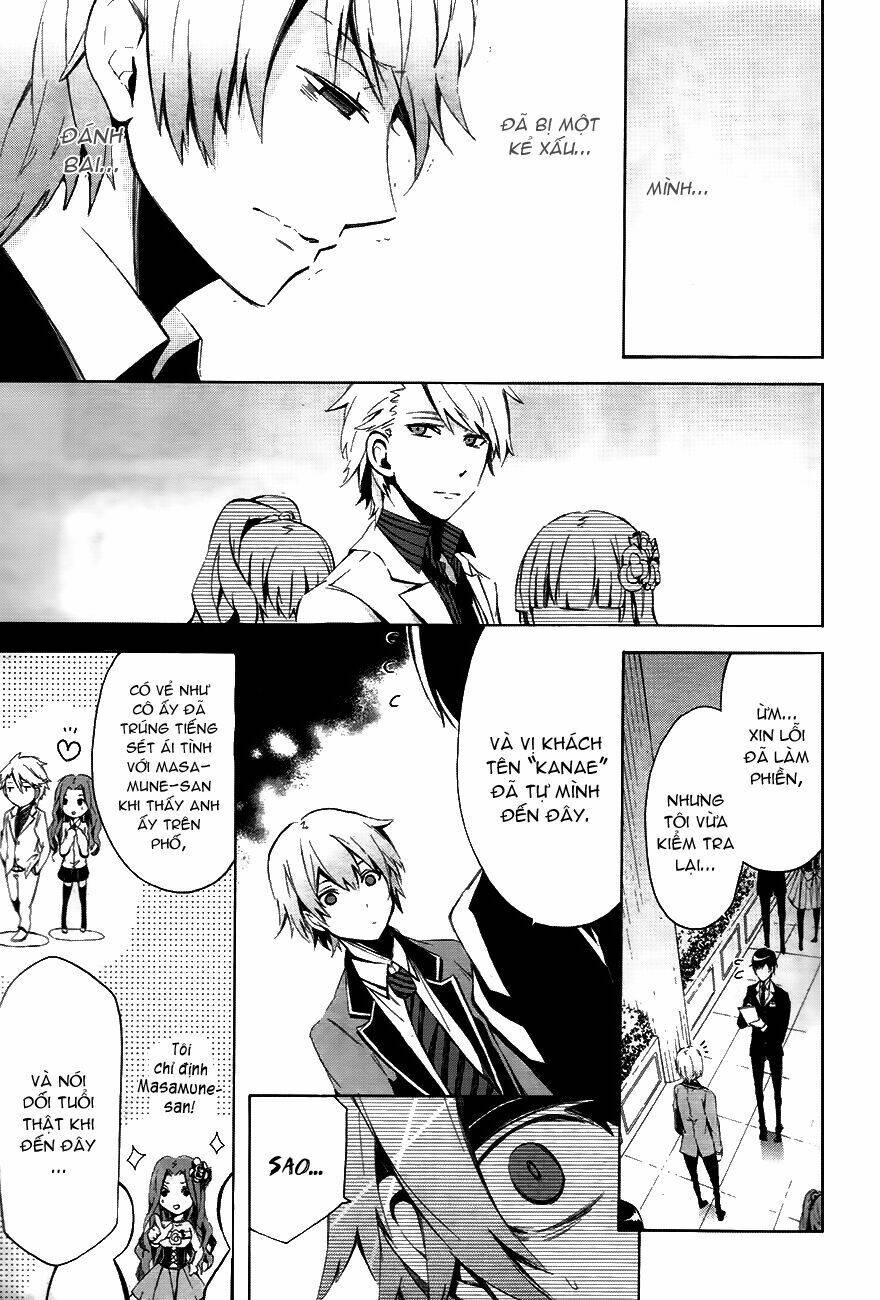 MÌNH...
ĐÃ BỊ MỘT
KẺ XẤU...
ĐÁNH
BẠI...
ỪM...
XIN LỖI
ĐÃ LÀM
PHIỀN,
NHƯNG
TÔI VỪA
KIỂM TRA
LẠI...
VÀ VỊ KHÁCH
TÊN "KANAE"
ĐÃ TỰ MÌNH
ĐẾN ĐÂY.
SAO...
CÓ VẺ NHƯ
CÔ ẤY ĐÃ
TRÚNG TIẾNG
SÉT ÁI TÌNH
VỚI MASA-
MUNE-SAN
KHI THẤY ANH
ẤY TRÊN
PHỐ,
Tôi
chỉ định
Masamune-
san!
VÀ NÓI
DỐI TUỔI
THẬT KHI
ĐẾN ĐÂY
...